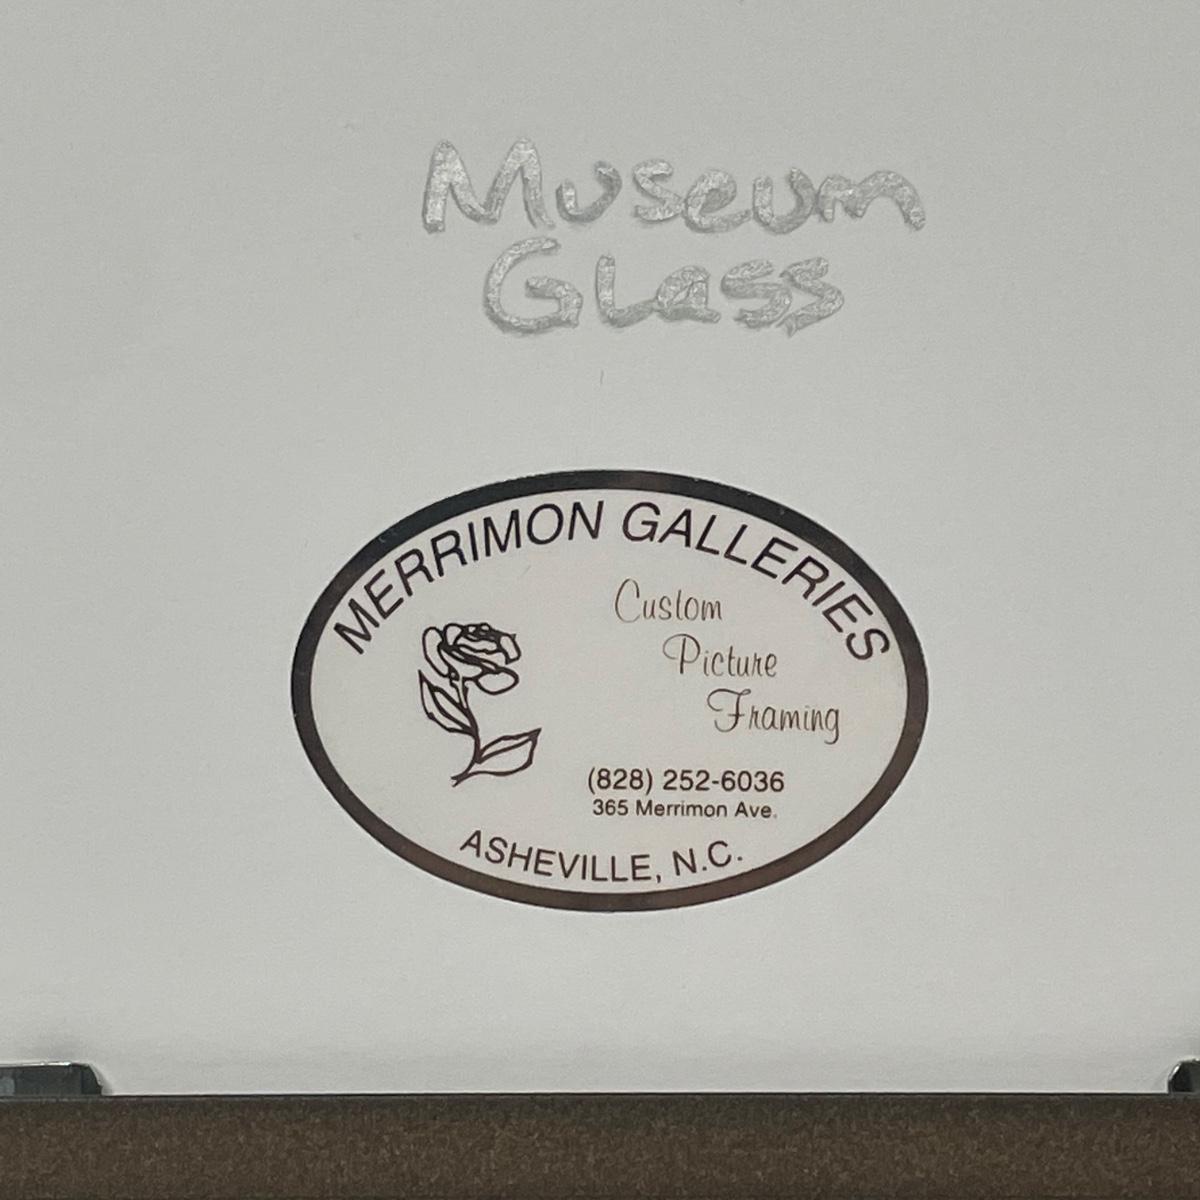 Museum
Glass
MERRIMON GALLERIES
Custom
Picture
Framing
(828) 252-6036
365 Merrimon Ave.
ASHEVILLE, N.C.